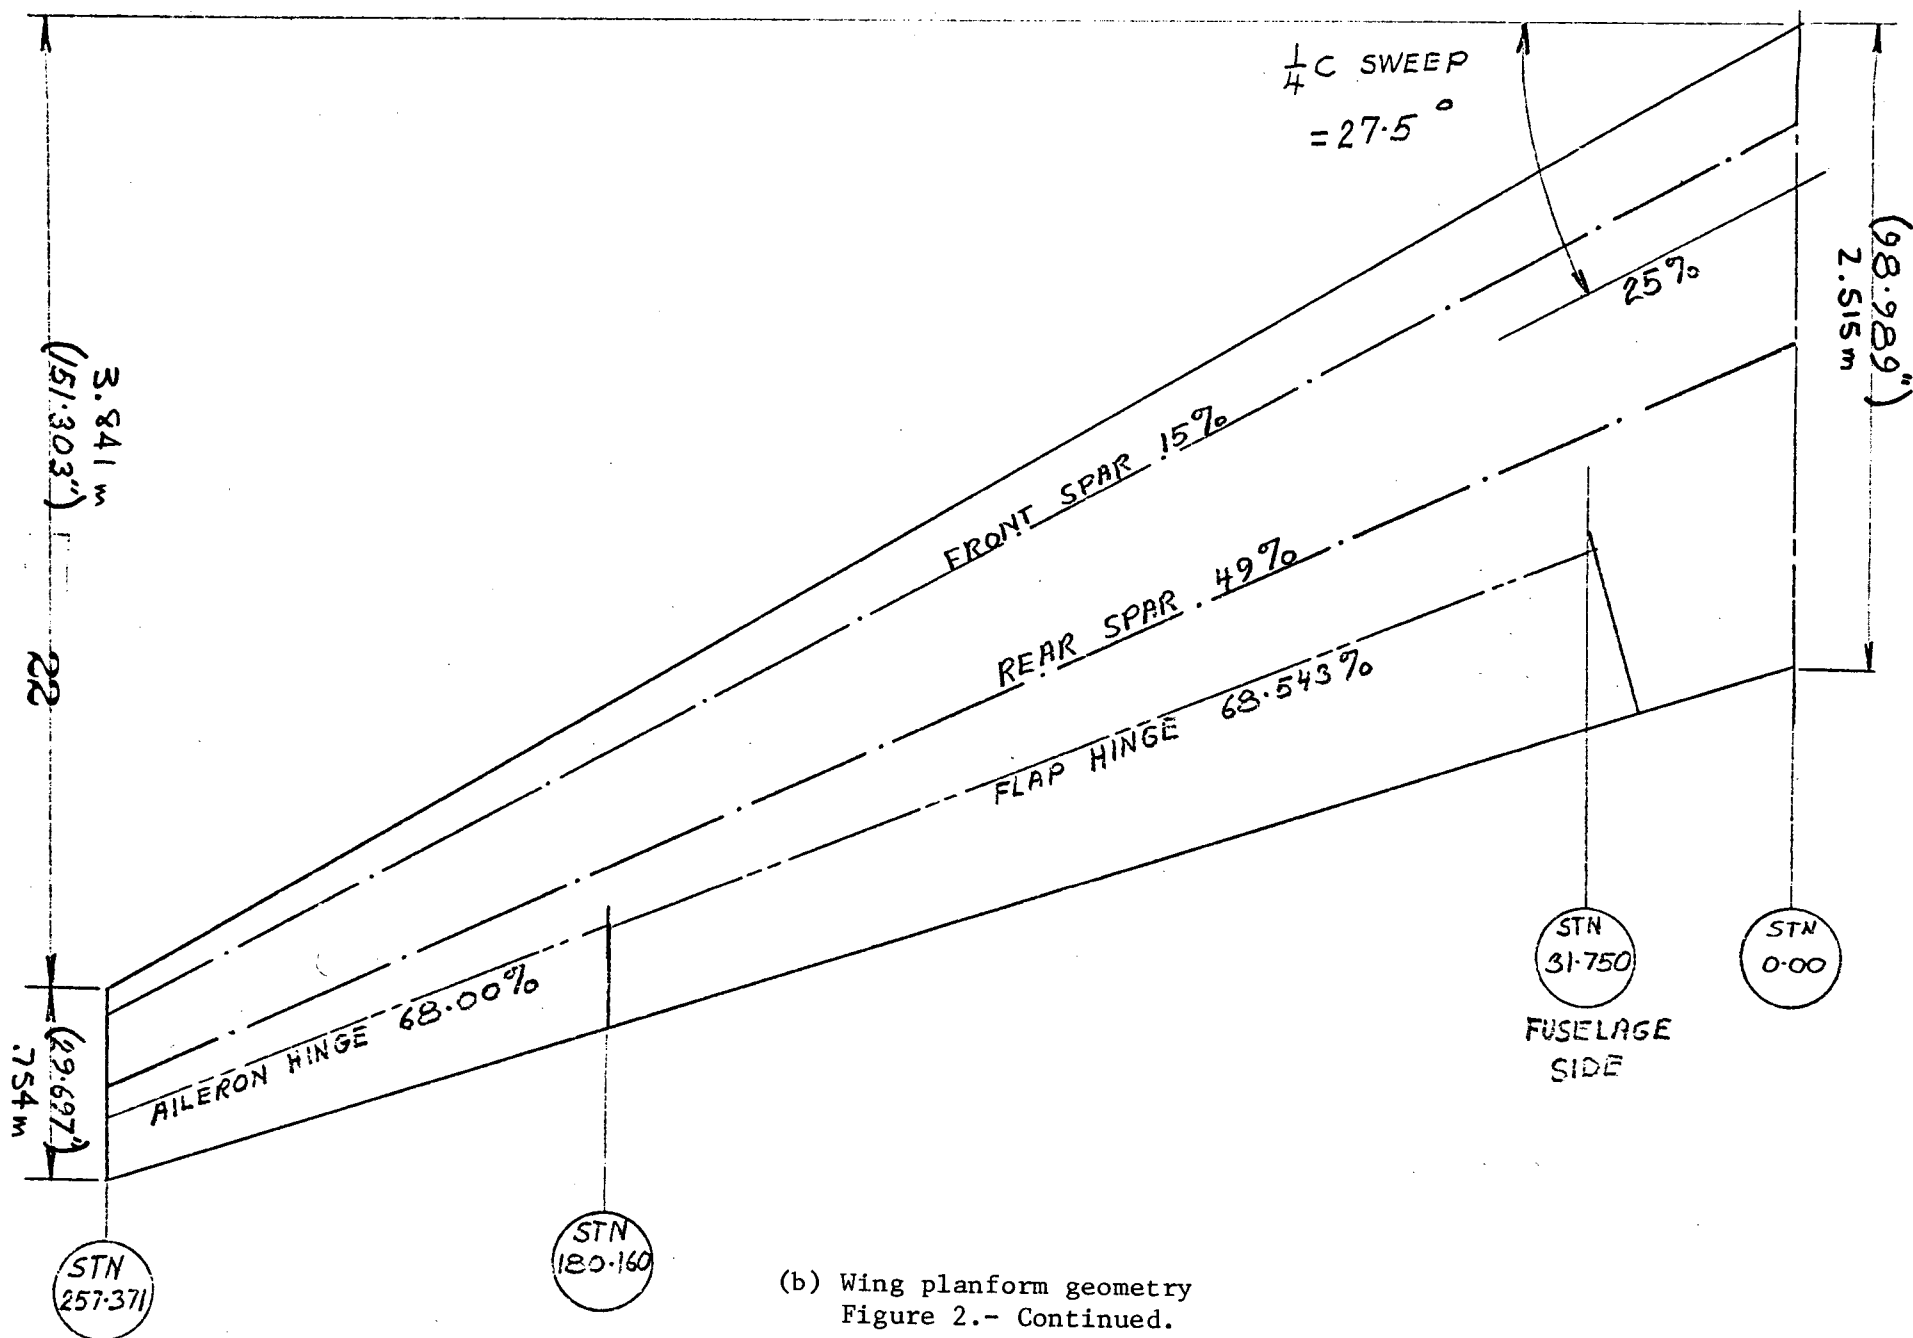 1/4 C SWEEP
= 27.5°
(98.989")
2.515 m
25%
3.841 m
(151.303")
FRONT SPAR 15%
REAR SPAR 49%
FLAP HINGE 68.543%
22
AILERON HINGE 68.00%
(29.697")
.754 m
STN
31.750
FUSELAGE
SIDE
STN
0.00
STN
180.160
STN
257.371
(b) Wing planform geometry
Figure 2.- Continued.